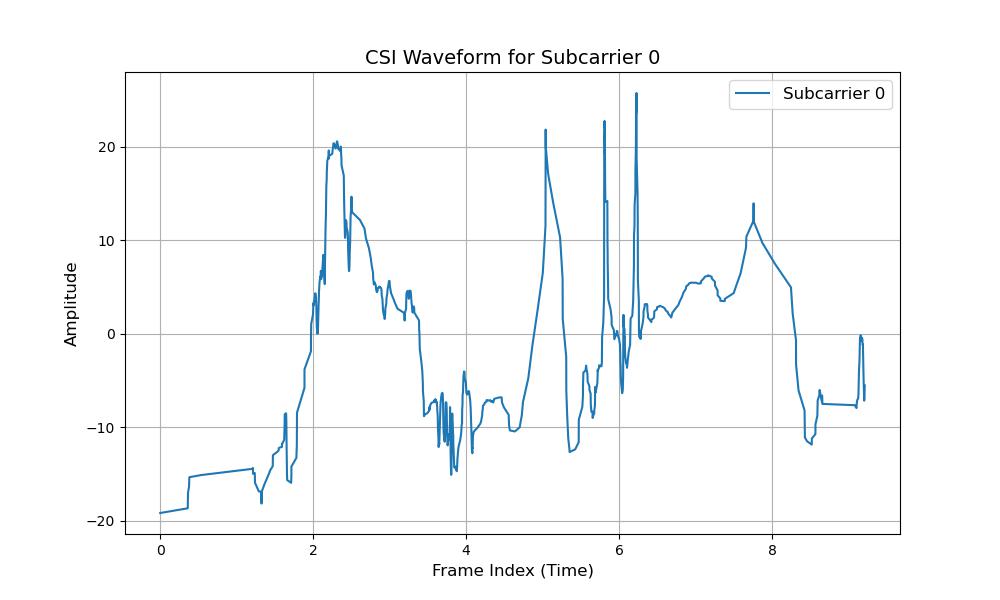 CSI Waveform for Subcarrier 0
Subcarrier 0
20
10
0
−10
−20
Amplitude
0 2 4 6 8
Frame Index (Time)